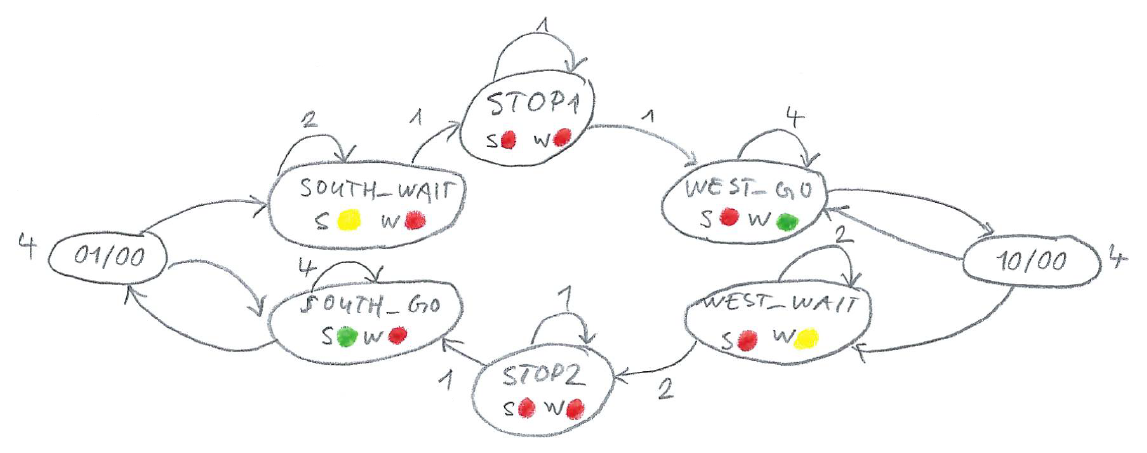 1
STOP1
S W
1
1
2
SOUTH_WAIT
S W
4
WEST_GO
S W
4
01/00
10/00
4
4
SOUTH_GO
S W
2
WEST_WAIT
S W
1
STOP2
S W
1
2